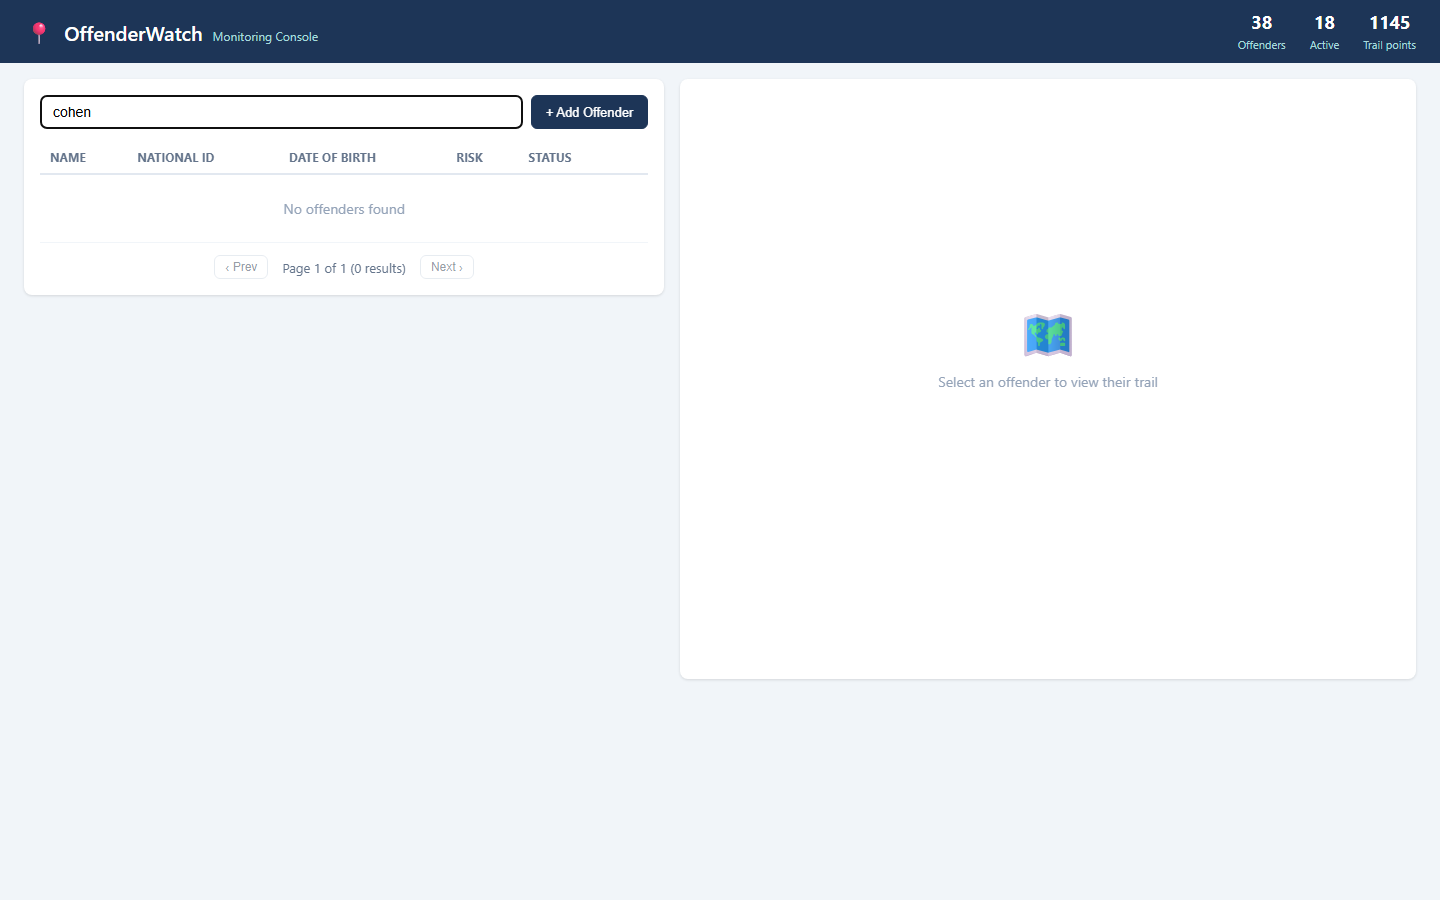 OffenderWatch Monitoring Console
38 18 1145
Offenders Active Trail points
cohen
+ Add Offender
NAME NATIONAL ID DATE OF BIRTH RISK STATUS
No offenders found
‹ Prev Page 1 of 1 (0 results) Next ›
Select an offender to view their trail